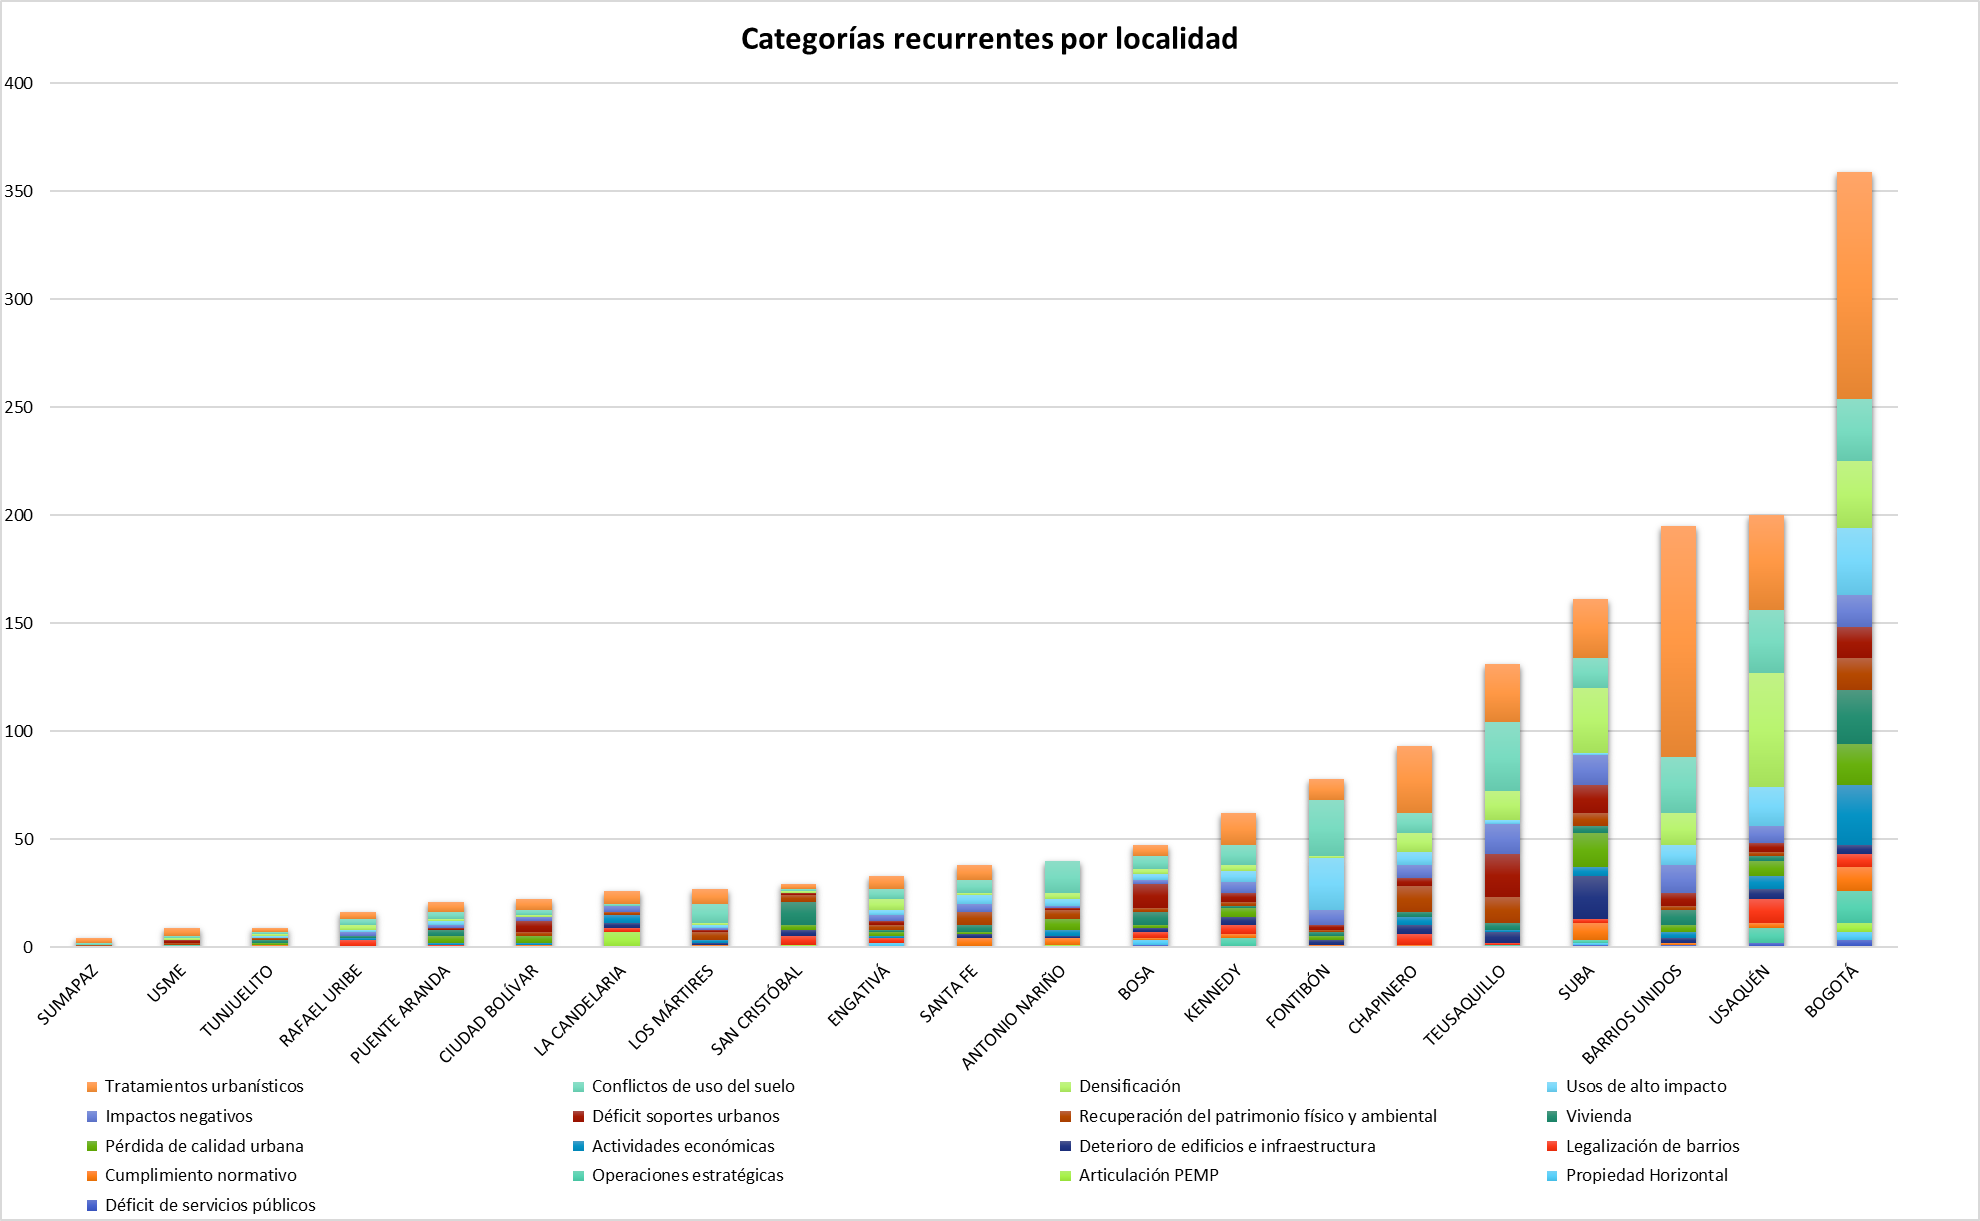 Categorías recurrentes por localidad
400
350
300
250
200
150
100
50
0
SUMAPAZ
USME
TUNJUELITO
RAFAEL URIBE
PUENTE ARANDA
CIUDAD BOLÍVAR
LA CANDELARIA
LOS MÁRTIRES
SAN CRISTÓBAL
ENGATIVÁ
SANTA FE
ANTONIO NARIÑO
BOSA
KENNEDY
FONTIBÓN
CHAPINERO
TEUSAQUILLO
SUBA
BARRIOS UNIDOS
USAQUÉN
BOGOTÁ
Tratamientos urbanísticos
Conflictos de uso del suelo
Densificación
Usos de alto impacto
Impactos negativos
Déficit soportes urbanos
Recuperación del patrimonio físico y ambiental
Vivienda
Pérdida de calidad urbana
Actividades económicas
Deterioro de edificios e infraestructura
Legalización de barrios
Cumplimiento normativo
Operaciones estratégicas
Articulación PEMP
Propiedad Horizontal
Déficit de servicios públicos